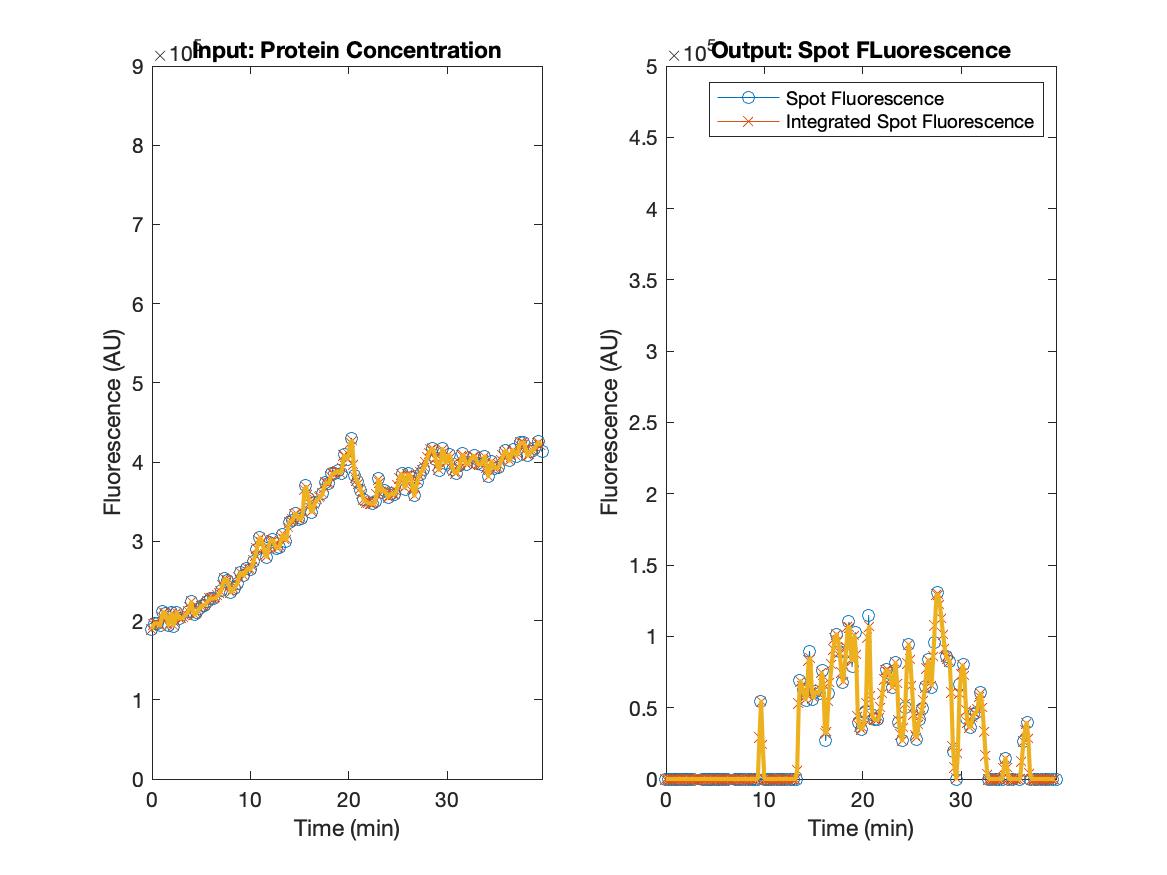 ×10⁵
Input: Protein Concentration
9
8
7
6
5
4
3
2
1
0
Fluorescence (AU)
0 10 20 30
Time (min)
×10⁵
Output: Spot FLuorescence
Spot Fluorescence
Integrated Spot Fluorescence
5
4.5
4
3.5
3
2.5
2
1.5
1
0.5
0
Fluorescence (AU)
0 10 20 30
Time (min)